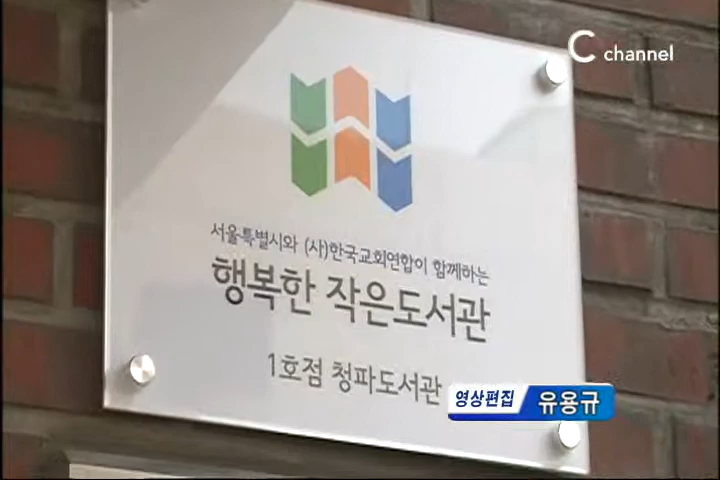 C channel
서울특별시와 (사)한국교회연합이 함께하는
행복한 작은도서관
1호점 청파도서관
영상편집 유용규